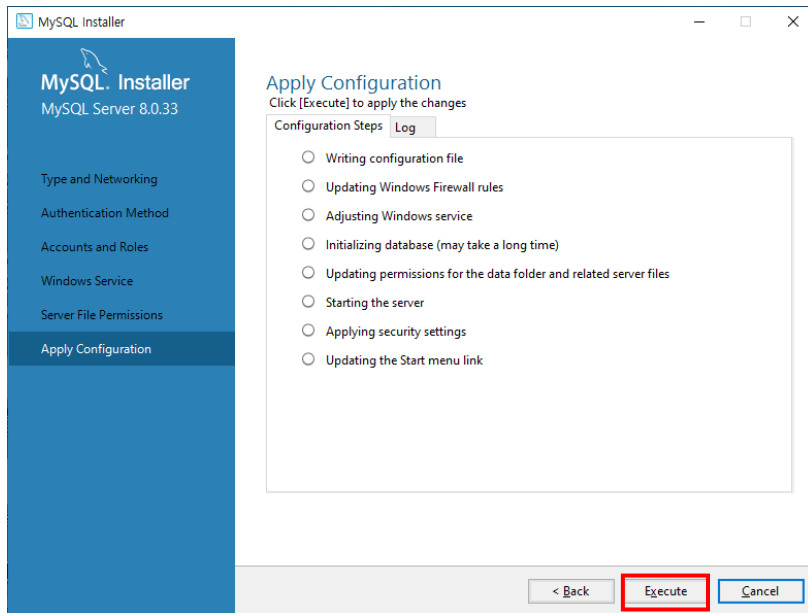 MySQL Installer
MySQL. Installer
MySQL Server 8.0.33
Type and Networking
Authentication Method
Accounts and Roles
Windows Service
Server File Permissions
Apply Configuration
Apply Configuration
Click [Execute] to apply the changes
Configuration Steps
Log
Writing configuration file
Updating Windows Firewall rules
Adjusting Windows service
Initializing database (may take a long time)
Updating permissions for the data folder and related server files
Starting the server
Applying security settings
Updating the Start menu link
< Back
Execute
Cancel